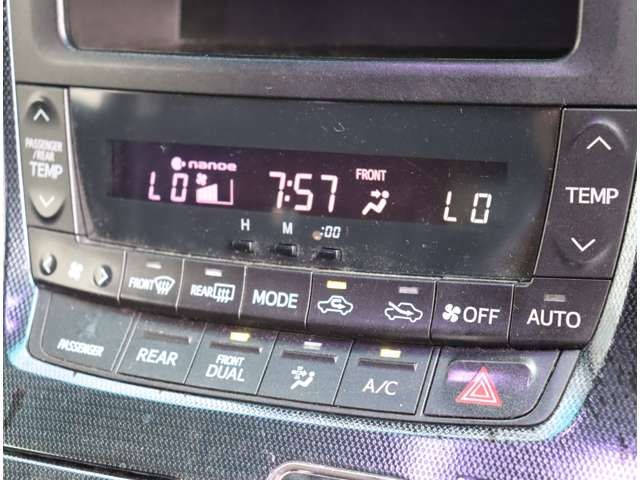 nanoe
PASSENGER
/REAR
TEMP
LO 7:57 FRONT LO
TEMP
H M :00
FRONT REAR MODE OFF AUTO
PASSENGER REAR FRONT DUAL A/C